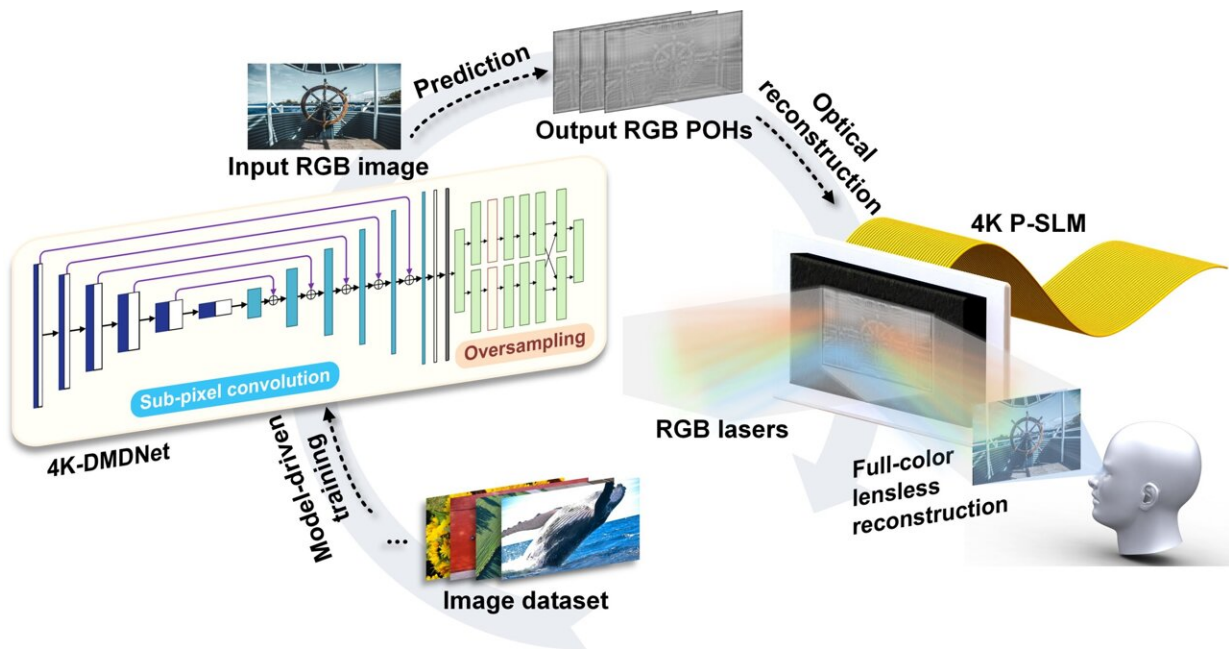 Prediction
Input RGB image
Output RGB POHs
Optical
reconstruction
4K P-SLM
Sub-pixel convolution
Oversampling
4K-DMDNet
Model-driven
training
...
Image dataset
RGB lasers
Full-color
lensless
reconstruction